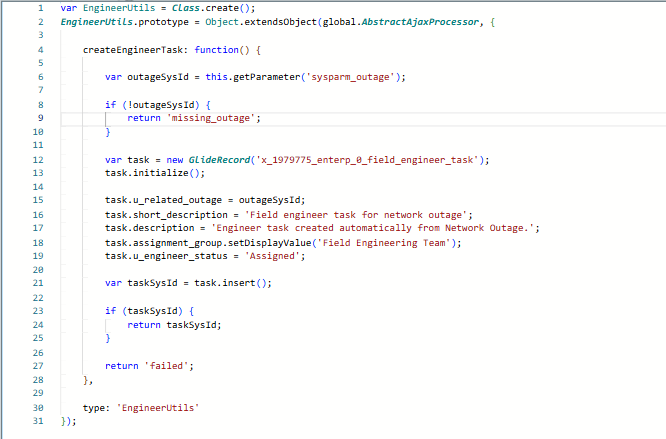 1 var EngineerUtils = Class.create();
2 EngineerUtils.prototype = Object.extendsObject(global.AbstractAjaxProcessor, {
3
4 createEngineerTask: function() {
5
6 var outageSysId = this.getParameter('sysparm_outage');
7
8 if (!outageSysId) {
9 return 'missing_outage';
10 }
11
12 var task = new GlideRecord('x_1979775_enterp_0_field_engineer_task');
13 task.initialize();
14
15 task.u_related_outage = outageSysId;
16 task.short_description = 'Field engineer task for network outage';
17 task.description = 'Engineer task created automatically from Network Outage.';
18 task.assignment_group.setDisplayValue('Field Engineering Team');
19 task.u_engineer_status = 'Assigned';
20
21 var taskSysId = task.insert();
22
23 if (taskSysId) {
24 return taskSysId;
25 }
26
27 return 'failed';
28 },
29
30 type: 'EngineerUtils'
31 });